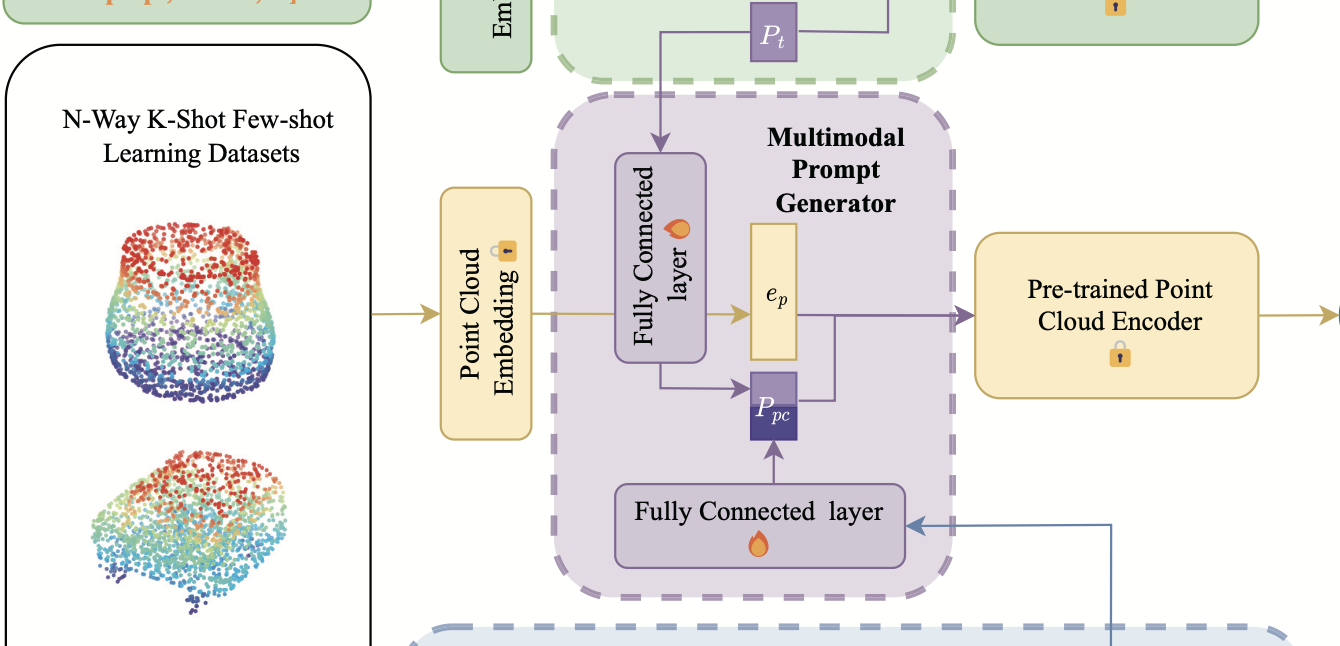 P_t
N-Way K-Shot Few-shot
Learning Datasets
Multimodal
Prompt
Generator
Fully Connected
layer
Point Cloud
Embedding
e_p
Pre-trained Point
Cloud Encoder
P_pc
Fully Connected layer